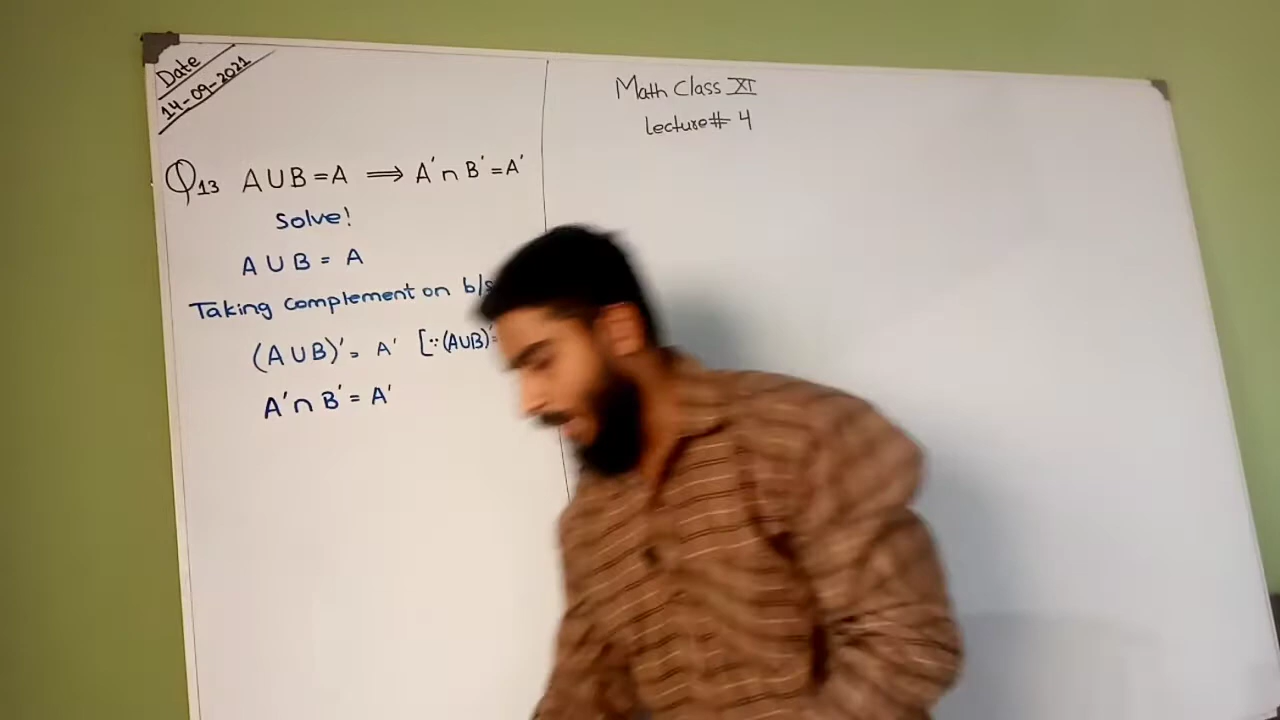 Date
14-09-2021
Math Class XI
Lecture# 4
Q13 A∪B=A ⟹ A'∩B'=A'
Solve!
A∪B = A
Taking complement on b/s
(A∪B)' = A' [∵(A∪B)'=
A'∩B' = A'